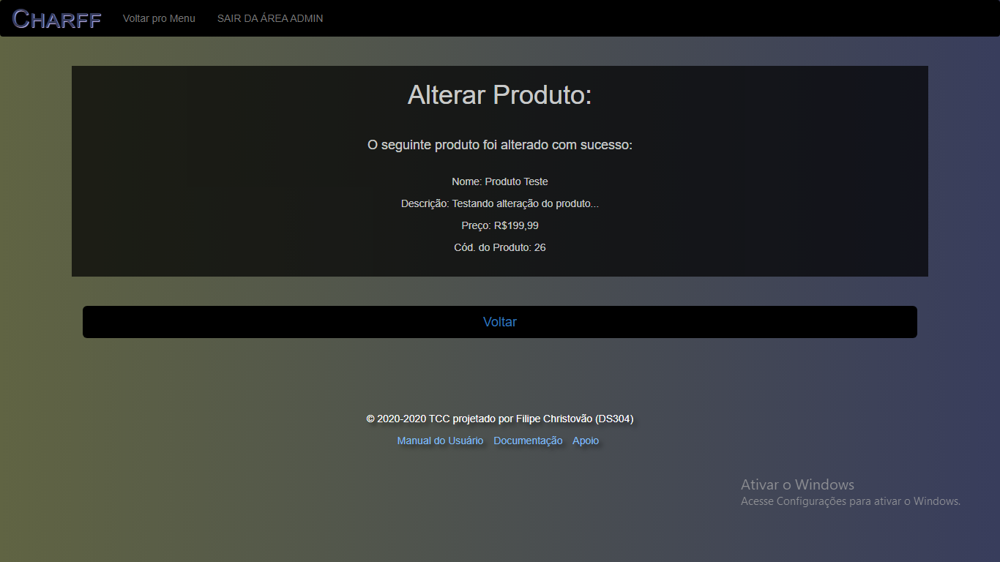 CHARFF Voltar pro Menu SAIR DA ÁREA ADMIN
Alterar Produto:
O seguinte produto foi alterado com sucesso:
Nome: Produto Teste
Descrição: Testando alteração do produto...
Preço: R$199,99
Cód. do Produto: 26
Voltar
© 2020-2020 TCC projetado por Filipe Christovão (DS304)
Manual do Usuário Documentação Apoio
Ativar o Windows
Acesse Configurações para ativar o Windows.